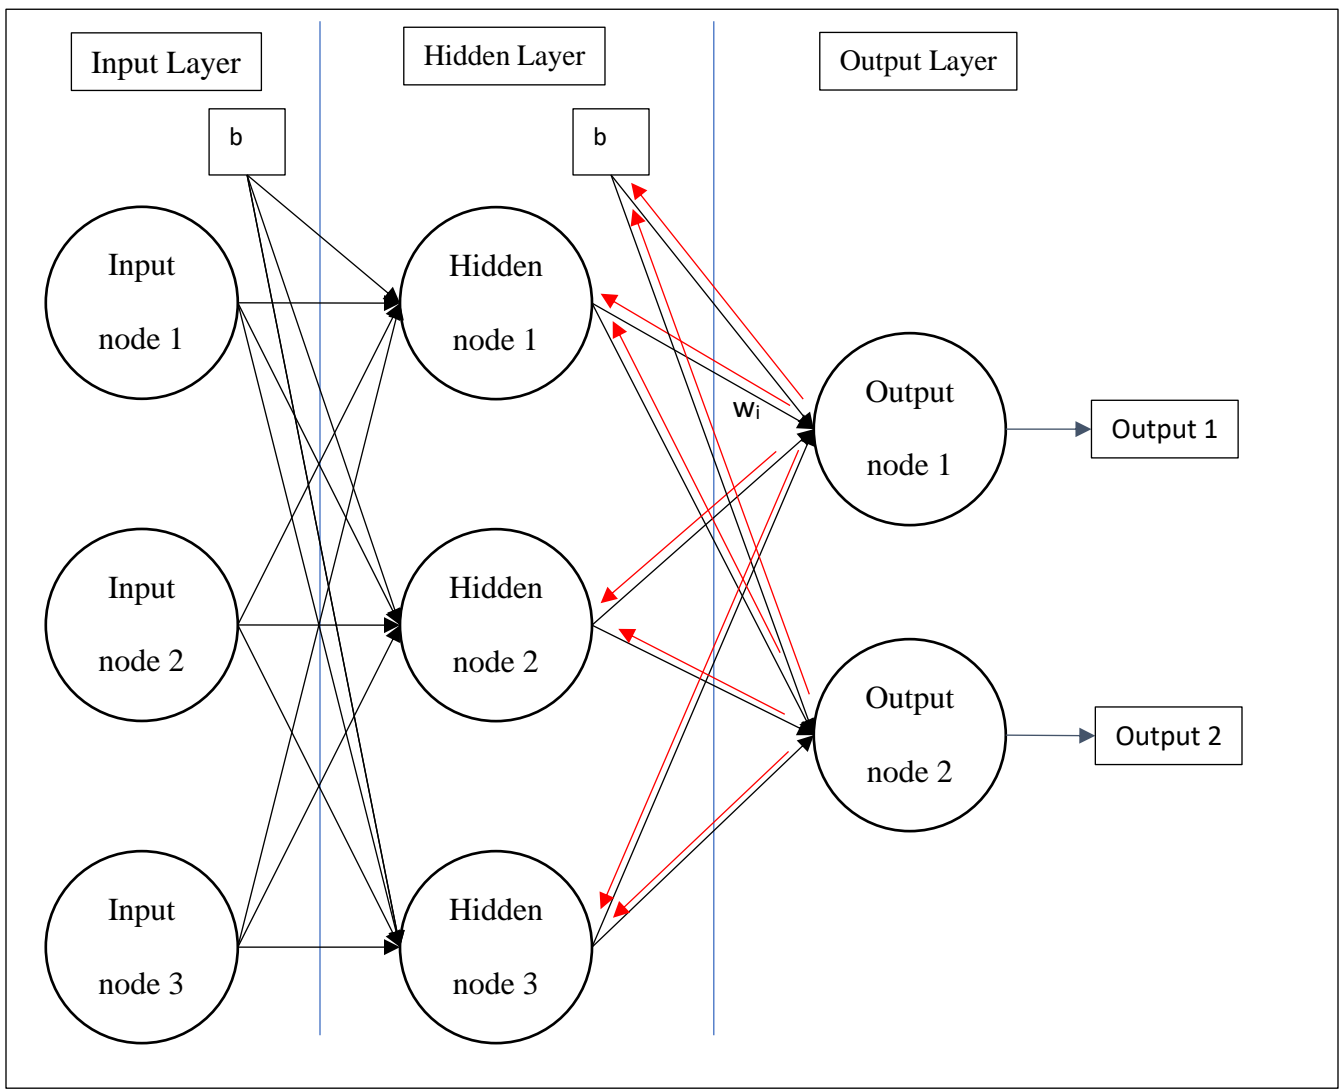 Input Layer
Hidden Layer
Output Layer
b
b
Input
node 1
Hidden
node 1
Output
node 1
wᵢ
Output 1
Input
node 2
Hidden
node 2
Output
node 2
Output 2
Input
node 3
Hidden
node 3